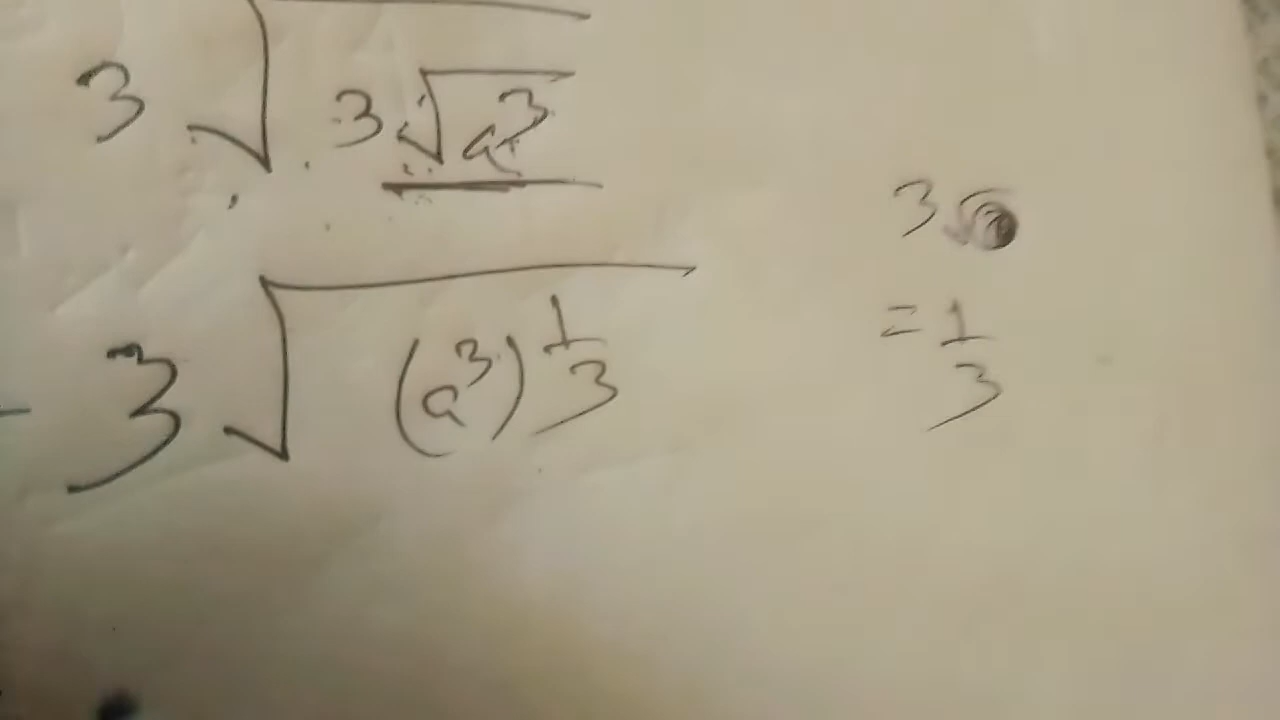 3√3√a³
3√(a³)^1/3
3√
= 1/3